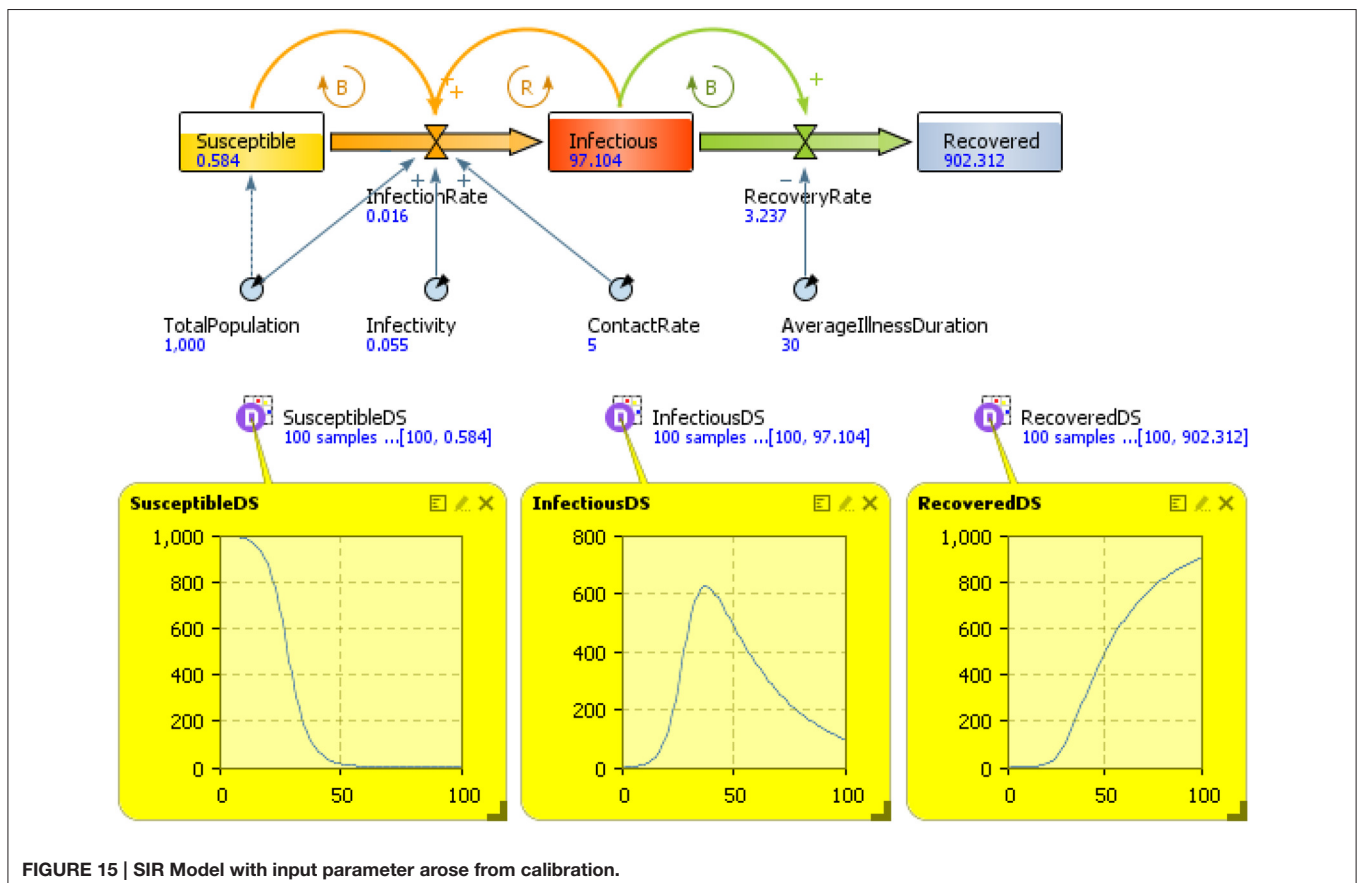 B
+
+
R
B
+
Susceptible
0.584
Infectious
97.104
Recovered
902.312
+
+
−
InfectionRate
0.016
RecoveryRate
3.237
TotalPopulation
1,000
Infectivity
0.055
ContactRate
5
AverageIllnessDuration
30
D
SusceptibleDS
100 samples ...[100, 0.584]
D
InfectiousDS
100 samples ...[100, 97.104]
D
RecoveredDS
100 samples ...[100, 902.312]
SusceptibleDS
1,000
800
600
400
200
0
0
50
100
InfectiousDS
800
600
400
200
0
0
50
100
RecoveredDS
1,000
800
600
400
200
0
0
50
100
FIGURE 15 | SIR Model with input parameter arose from calibration.